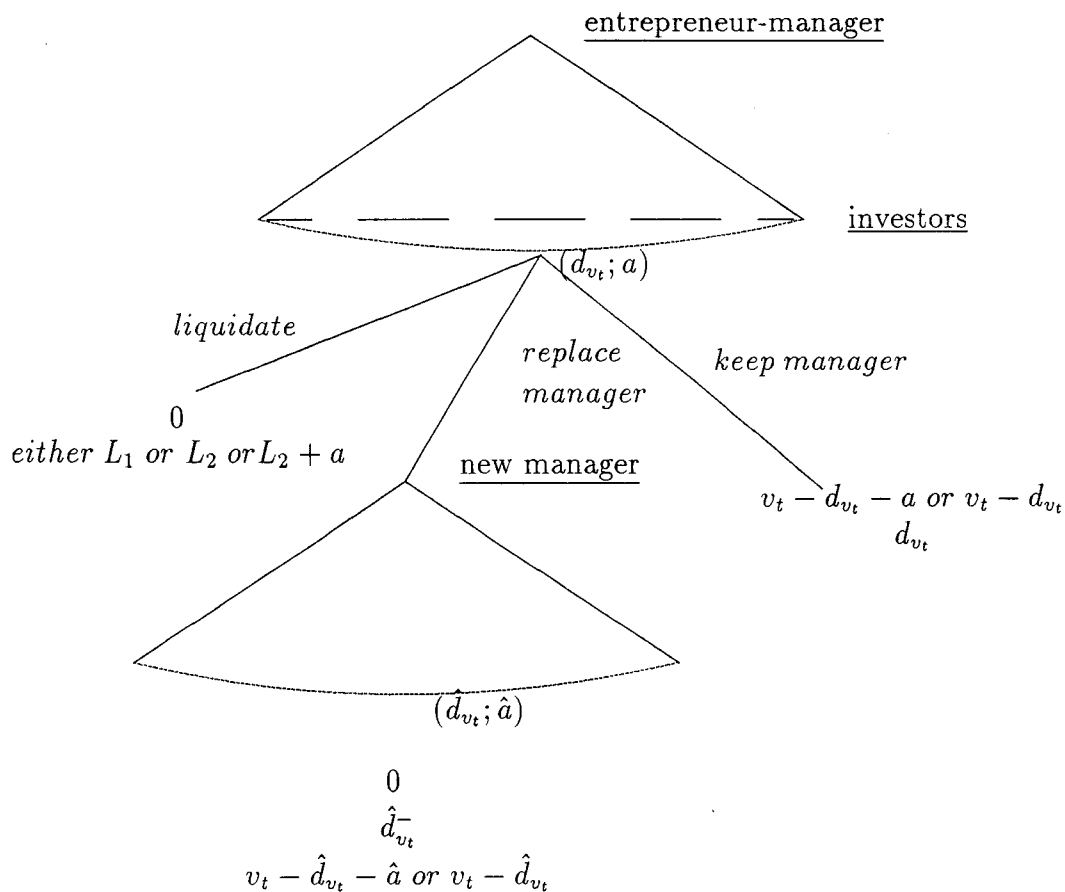 entrepreneur-manager
investors
(d_{v_t}; a)
liquidate
replace
manager
keep manager
0
either L_1 or L_2 orL_2 + a
new manager
v_t − d_{v_t} − a or v_t − d_{v_t}
d_{v_t}
(\hat{d}_{v_t}; \hat{a})
0
\hat{d}^-_{v_t}
v_t − \hat{d}_{v_t} − \hat{a} or v_t − \hat{d}_{v_t}